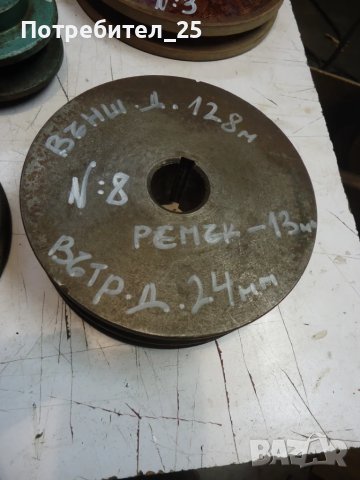 Потребител_25
N:3
ВЪНШ.Д.128м
N:8
РЕМЪК-13мм
ВЪТР.Д.24мм
BAZAR